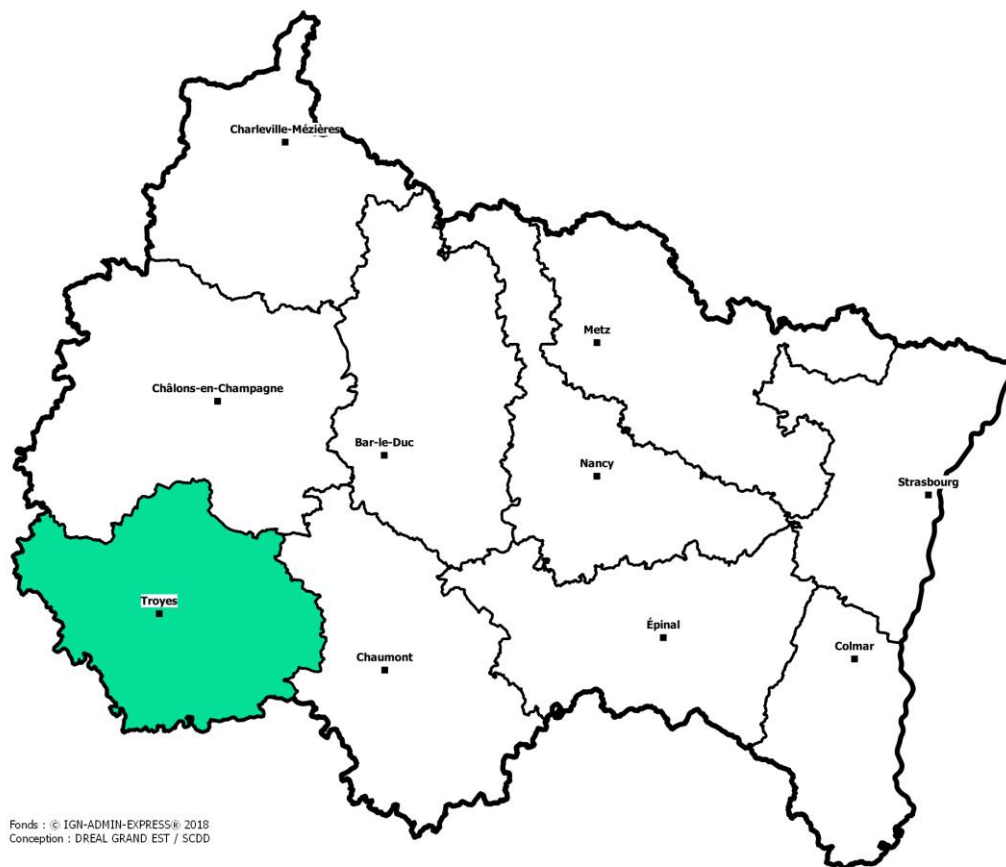 Charleville-Mézières
Metz
Châlons-en-Champagne
Bar-le-Duc
Nancy
Strasbourg
Troyes
Épinal
Chaumont
Colmar
Fonds : © IGN-ADMIN-EXPRESS® 2018
Conception : DREAL GRAND EST / SCDD